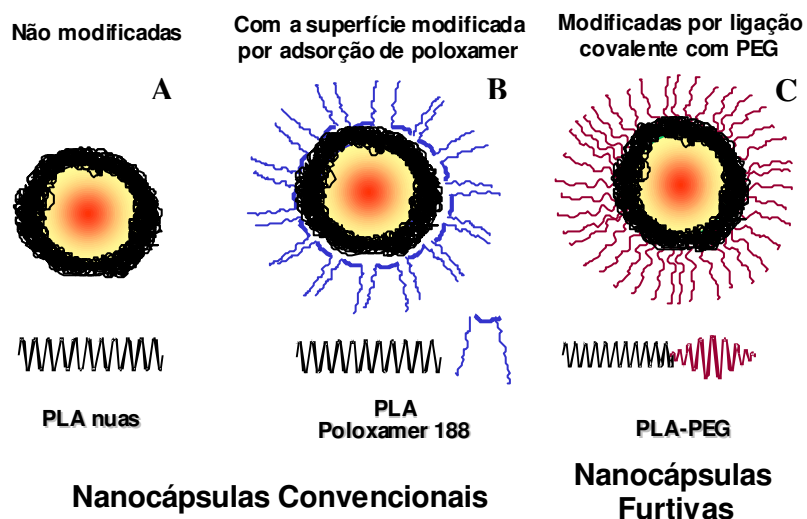 Não modificadas
A
Com a superfície modificada
por adsorção de poloxamer
B
Modificadas por ligação
covalente com PEG
C
PLA nuas
PLA
Poloxamer 188
PLA-PEG
Nanocápsulas Convencionais
Nanocápsulas
Furtivas